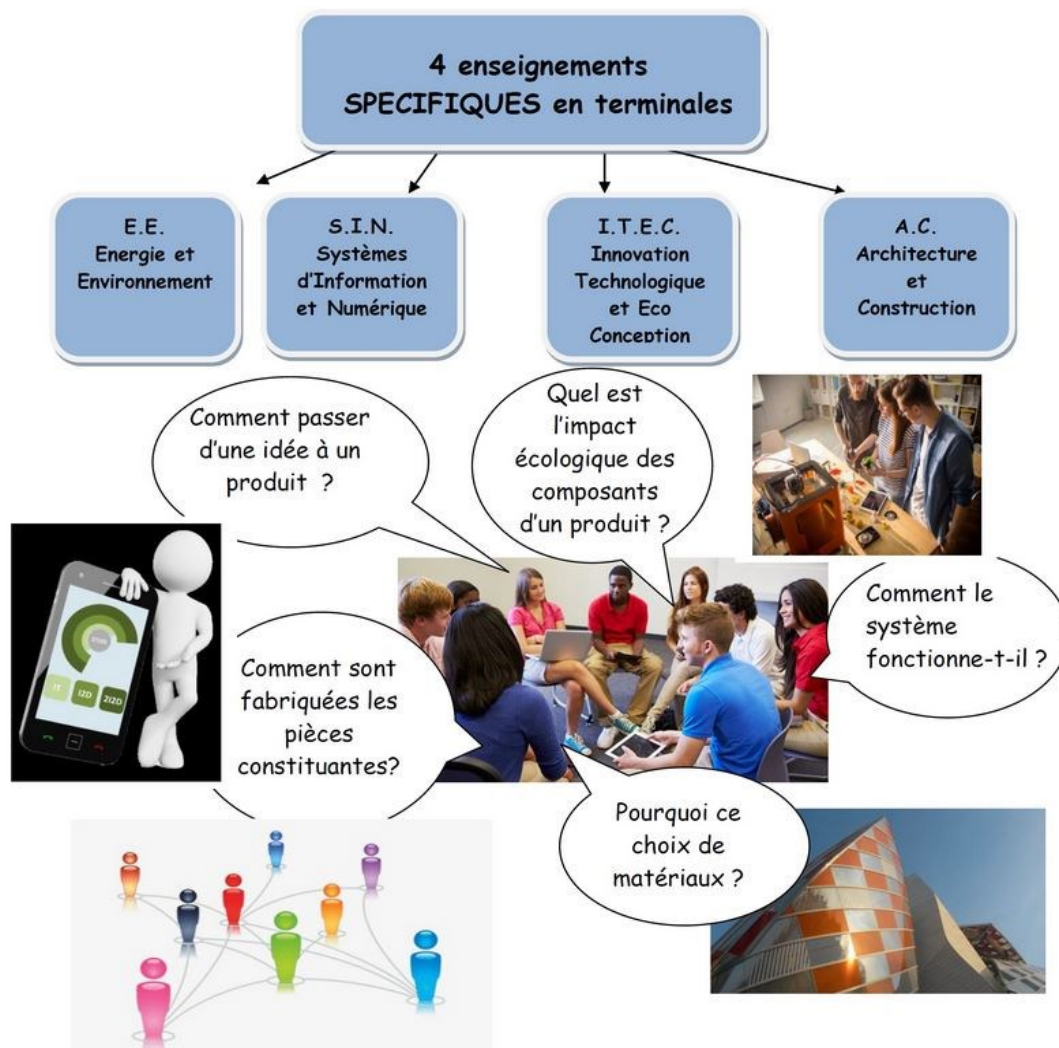 4 enseignements
SPECIFIQUES en terminales
E.E.
Energie et
Environnement
S.I.N.
Systèmes
d'Information
et Numérique
I.T.E.C.
Innovation
Technologique
et Eco
Conception
A.C.
Architecture
et
Construction
Comment passer
d'une idée à un
produit ?
Quel est
l'impact
écologique des
composants
d'un produit ?
Comment le
système
fonctionne-t-il ?
IT
I2D
2I2D
Comment sont
fabriquées les
pièces
constituantes?
Pourquoi ce
choix de
matériaux ?